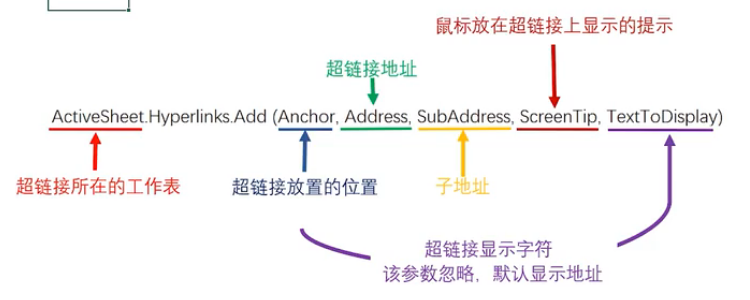 鼠标放在超链接上显示的提示
超链接地址
ActiveSheet.Hyperlinks.Add (Anchor, Address, SubAddress, ScreenTip, TextToDisplay)
超链接所在的工作表
超链接放置的位置
子地址
超链接显示字符
该参数忽略，默认显示地址